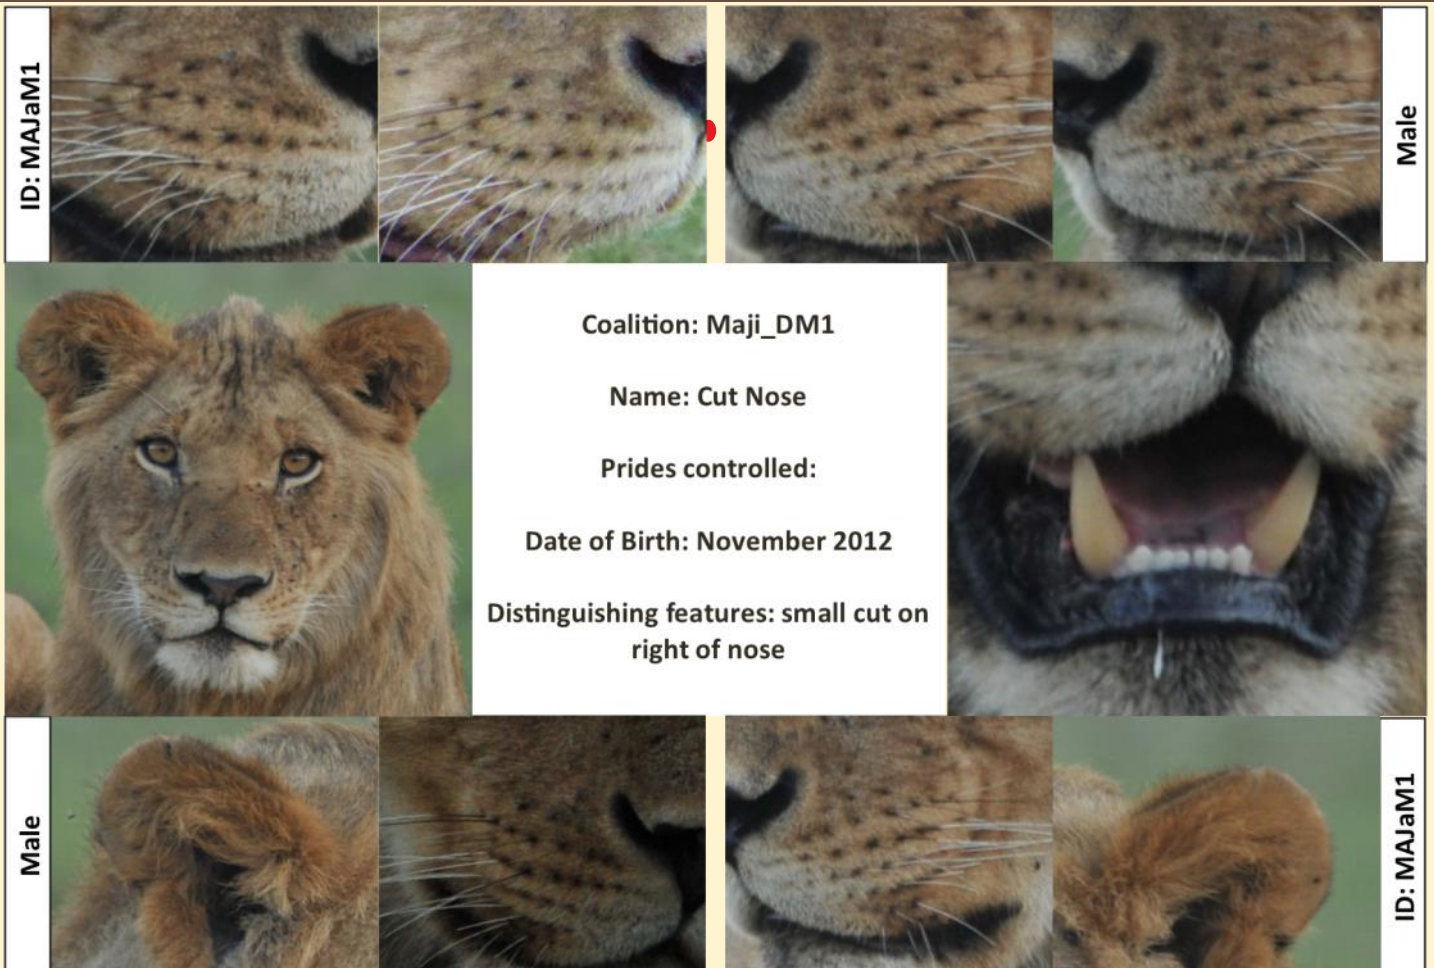 ID: MAJaM1
Male
Coalition: Maji_DM1
Name: Cut Nose
Prides controlled:
Date of Birth: November 2012
Distinguishing features: small cut on
right of nose
Male
ID: MAJaM1